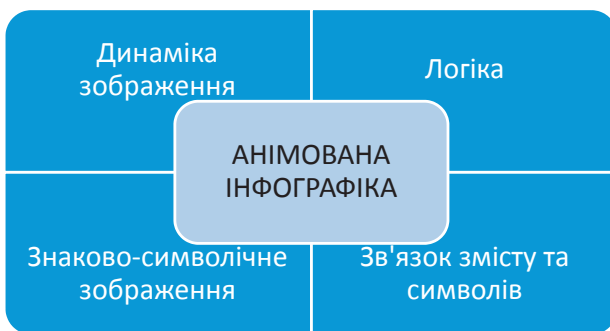 Динаміка
зображення
Логіка
АНІМОВАНА
ІНФОГРАФІКА
Знаково-символічне
зображення
Зв'язок змісту та
символів